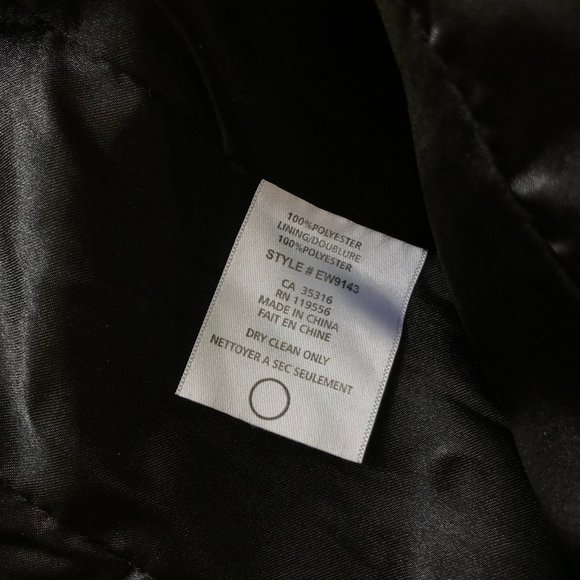 100%POLYESTER
LINING/DOUBLURE
100%POLYESTER
STYLE # EW9143
CA 35316
RN 119556
MADE IN CHINA
FAIT EN CHINE
DRY CLEAN ONLY
NETTOYER A SEC SEULEMENT